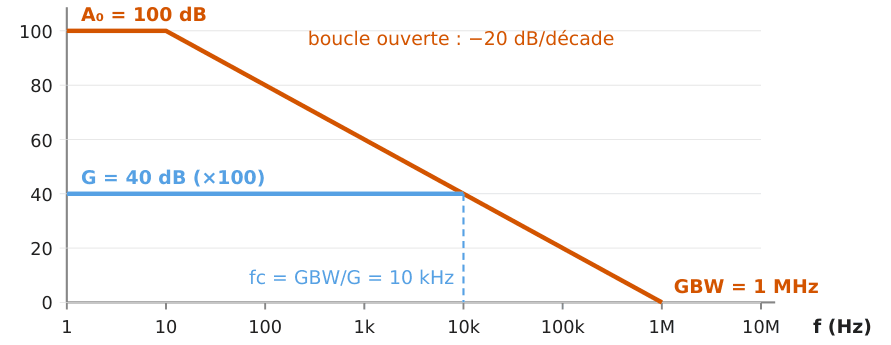 A₀ = 100 dB
100
boucle ouverte : −20 dB/décade
80
60
G = 40 dB (×100)
40
20
fc = GBW/G = 10 kHz
GBW = 1 MHz
0
1 10 100 1k 10k 100k 1M 10M f (Hz)